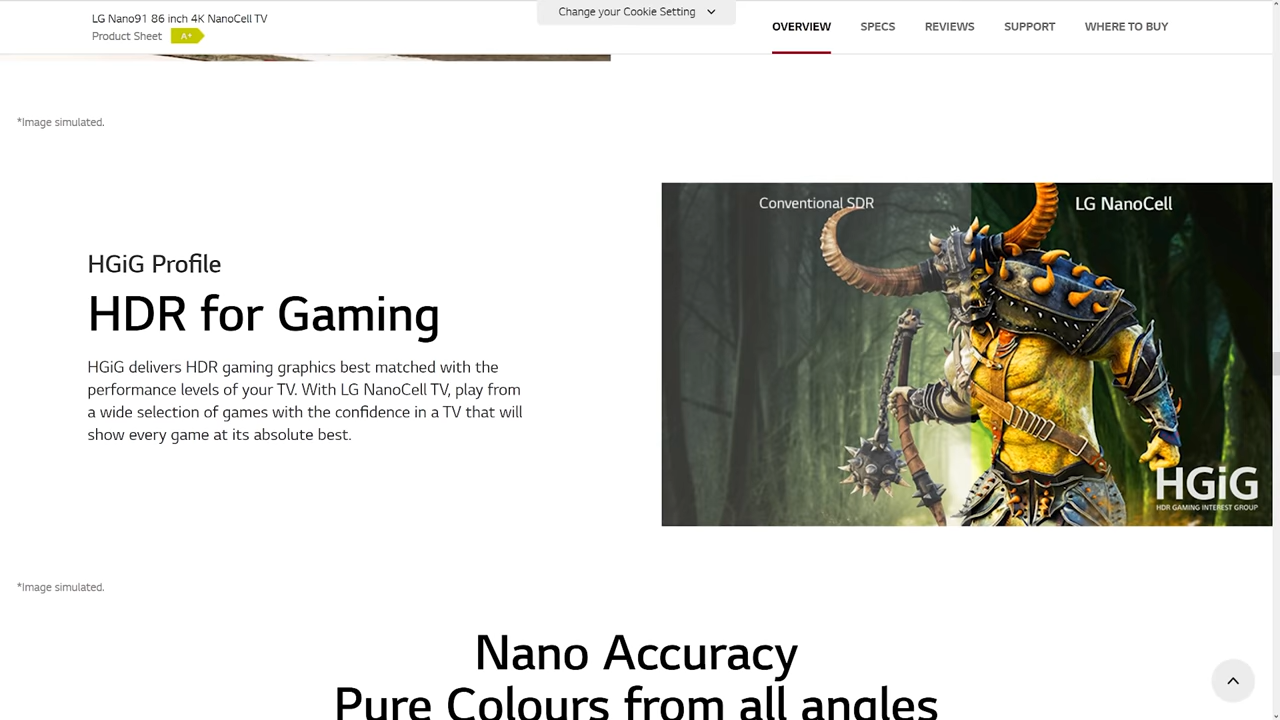 LG Nano91 86 inch 4K NanoCell TV
Product Sheet
A+
Change your Cookie Setting
OVERVIEW
SPECS
REVIEWS
SUPPORT
WHERE TO BUY
*Image simulated.
HGiG Profile
HDR for Gaming
HGiG delivers HDR gaming graphics best matched with the
performance levels of your TV. With LG NanoCell TV, play from
a wide selection of games with the confidence in a TV that will
show every game at its absolute best.
Conventional SDR
LG NanoCell
HGiG
HDR GAMING INTEREST GROUP
*Image simulated.
Nano Accuracy
Pure Colours from all angles